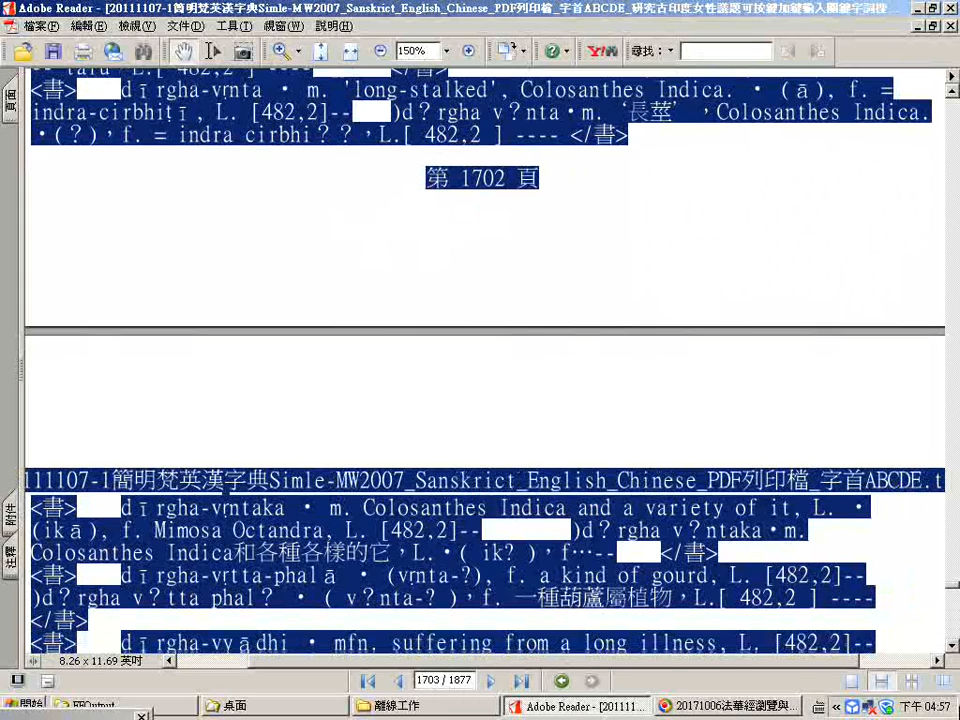 Adobe Reader - [20111107-1簡明梵英漢字典Simle-MW2007_Sanskrict_English_Chinese_PDF列印檔_字首ABCDE_研究古印度女性議題可按鍵加鍵輸入關鍵字詞搜
檔案(F) 編輯(E) 檢視(V) 文件(D) 工具(T) 視窗(W) 說明(H)
150% 尋找：
頁面
<書> dīrgha-vṛnta • m. 'long-stalked', Colosanthes Indica. • (ā), f. =
indra-cirbhiṭī, L. [482,2]-- )d?rgha v?nta•m. '長莖' ，Colosanthes Indica.
•(?)，f. = indra cirbhi??，L.[ 482,2 ] ---- </書>
第 1702 頁
111107-1簡明梵英漢字典Simle-MW2007_Sanskrict_English_Chinese_PDF列印檔_字首ABCDE.t
<書> dīrgha-vṛntaka • m. Colosanthes Indica and a variety of it, L. •
(ikā), f. Mimosa Octandra, L. [482,2]-- )d?rgha v?ntaka•m.
Colosanthes Indica和各種各樣的它，L.•( ik? )，f…-- </書>
<書> dīrgha-vṛtta-phalā • (vṛnta-?), f. a kind of gourd, L. [482,2]--
)d?rgha v?tta phal? •( v?nta-? )，f. 一種葫蘆屬植物，L.[ 482,2 ] ----
</書>
<書> dīrgha-vyādhi • mfn. suffering from a long illness, L. [482,2]--
附件
註釋
8.26 x 11.69 英吋
1703 / 1877
開始 桌面 離線工作 Adobe Reader - [201111... 20171006法華經瀏覽與... 下午 04:57